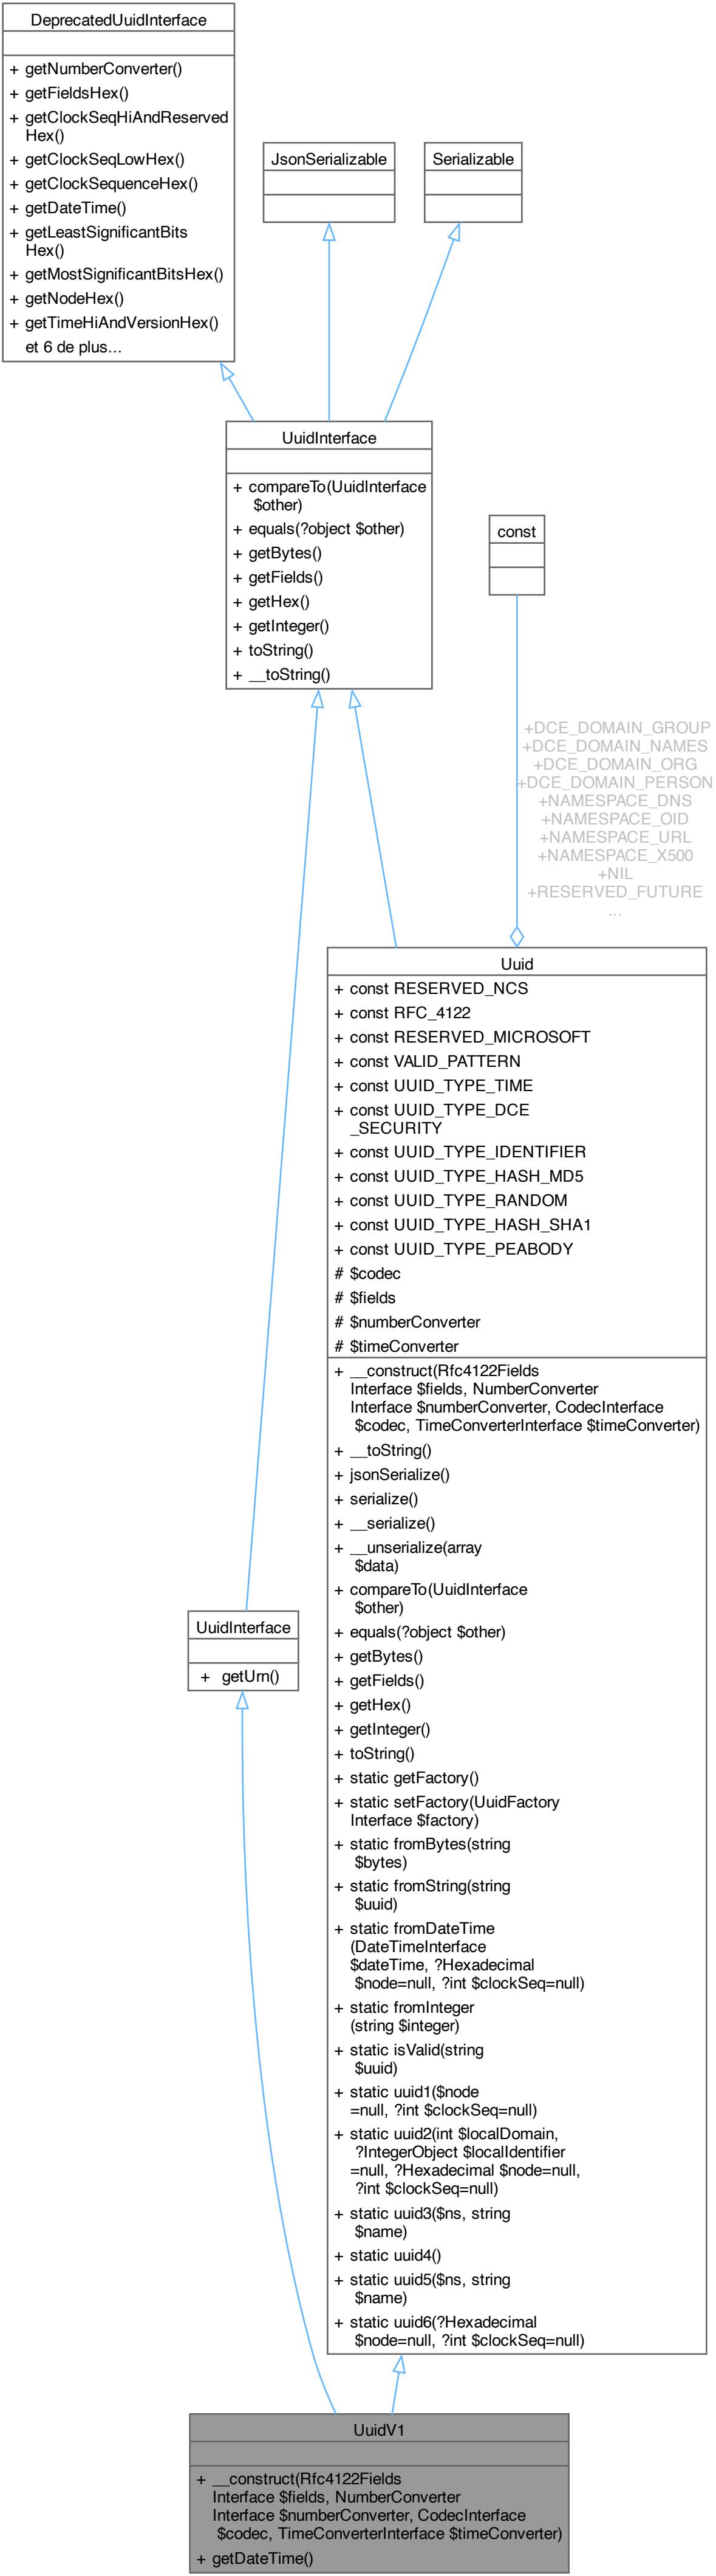 DeprecatedUuidInterface
+ getNumberConverter()
+ getFieldsHex()
+ getClockSeqHiAndReserved
Hex()
+ getClockSeqLowHex()
+ getClockSequenceHex()
+ getDateTime()
+ getLeastSignificantBits
Hex()
+ getMostSignificantBitsHex()
+ getNodeHex()
+ getTimeHiAndVersionHex()
et 6 de plus...
JsonSerializable
Serializable
UuidInterface
+ compareTo(UuidInterface
$other)
+ equals(?object $other)
+ getBytes()
+ getFields()
+ getHex()
+ getInteger()
+ toString()
+ __toString()
const
+DCE_DOMAIN_GROUP
+DCE_DOMAIN_NAMES
+DCE_DOMAIN_ORG
+DCE_DOMAIN_PERSON
+NAMESPACE_DNS
+NAMESPACE_OID
+NAMESPACE_URL
+NAMESPACE_X500
+NIL
+RESERVED_FUTURE
...
Uuid
+ const RESERVED_NCS
+ const RFC_4122
+ const RESERVED_MICROSOFT
+ const VALID_PATTERN
+ const UUID_TYPE_TIME
+ const UUID_TYPE_DCE
_SECURITY
+ const UUID_TYPE_IDENTIFIER
+ const UUID_TYPE_HASH_MD5
+ const UUID_TYPE_RANDOM
+ const UUID_TYPE_HASH_SHA1
+ const UUID_TYPE_PEABODY
# $codec
# $fields
# $numberConverter
# $timeConverter
+ __construct(Rfc4122Fields
Interface $fields, NumberConverter
Interface $numberConverter, CodecInterface
$codec, TimeConverterInterface $timeConverter)
+ __toString()
+ jsonSerialize()
+ serialize()
+ __serialize()
+ __unserialize(array
$data)
+ compareTo(UuidInterface
$other)
+ equals(?object $other)
+ getBytes()
+ getFields()
+ getHex()
+ getInteger()
+ toString()
+ static getFactory()
+ static setFactory(UuidFactory
Interface $factory)
+ static fromBytes(string
$bytes)
+ static fromString(string
$uuid)
+ static fromDateTime
(DateTimeInterface
$dateTime, ?Hexadecimal
$node=null, ?int $clockSeq=null)
+ static fromInteger
(string $integer)
+ static isValid(string
$uuid)
+ static uuid1($node
=null, ?int $clockSeq=null)
+ static uuid2(int $localDomain,
?IntegerObject $localIdentifier
=null, ?Hexadecimal $node=null,
?int $clockSeq=null)
+ static uuid3($ns, string
$name)
+ static uuid4()
+ static uuid5($ns, string
$name)
+ static uuid6(?Hexadecimal
$node=null, ?int $clockSeq=null)
UuidInterface
+ getUrn()
UuidV1
+ __construct(Rfc4122Fields
Interface $fields, NumberConverter
Interface $numberConverter, CodecInterface
$codec, TimeConverterInterface $timeConverter)
+ getDateTime()